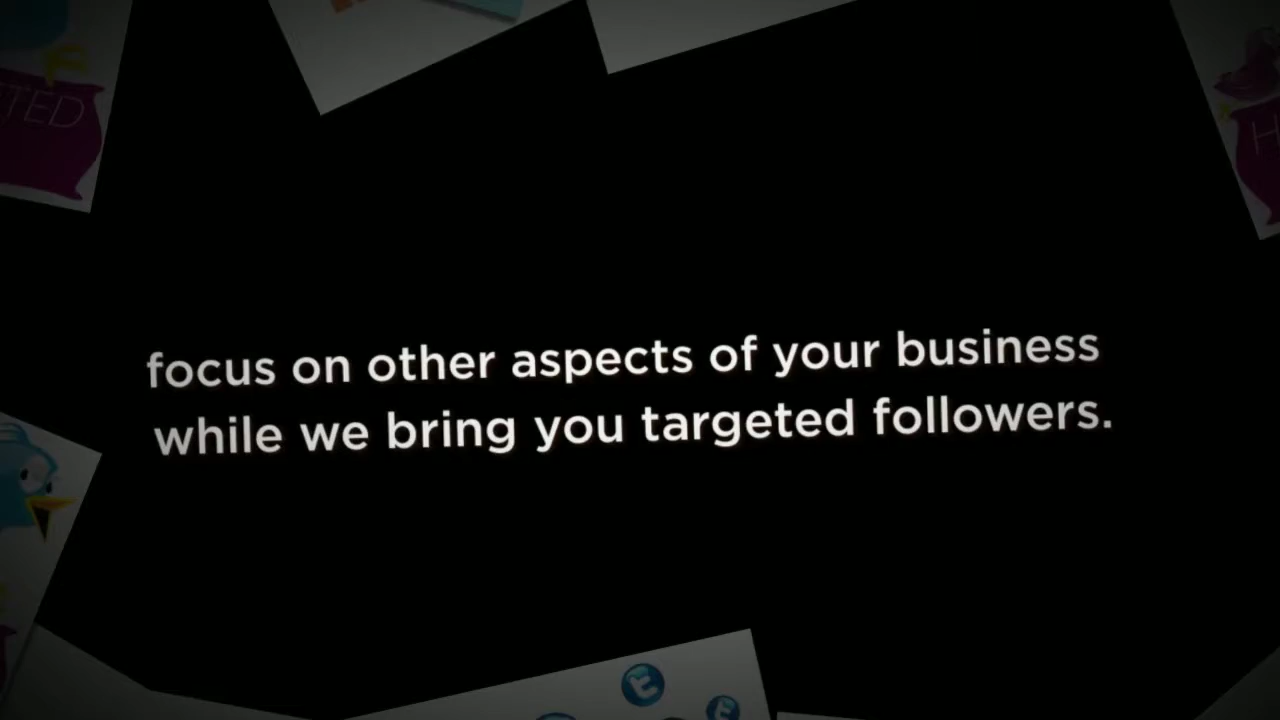 focus on other aspects of your business
while we bring you targeted followers.